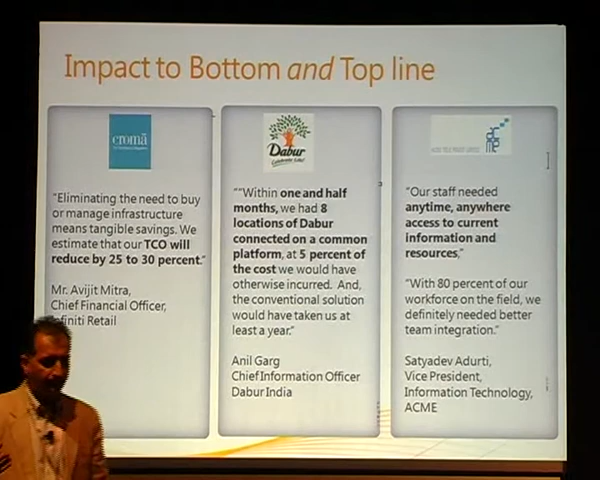 Impact to Bottom and Top line
cromā
"Eliminating the need to buy
or manage infrastructure
means tangible savings. We
estimate that our TCO will
reduce by 25 to 30 percent."
Mr. Avijit Mitra,
Chief Financial Officer,
Infiniti Retail
Dabur
Celebrate Life!
""Within one and half
months, we had 8
locations of Dabur
connected on a common
platform, at 5 percent of
the cost we would have
otherwise incurred. And,
the conventional solution
would have taken us at
least a year."
Anil Garg
Chief Information Officer
Dabur India
"Our staff needed
anytime, anywhere
access to current
information and
resources,"
"With 80 percent of our
workforce on the field, we
definitely needed better
team integration."
Satyadev Adurti,
Vice President,
Information Technology,
ACME